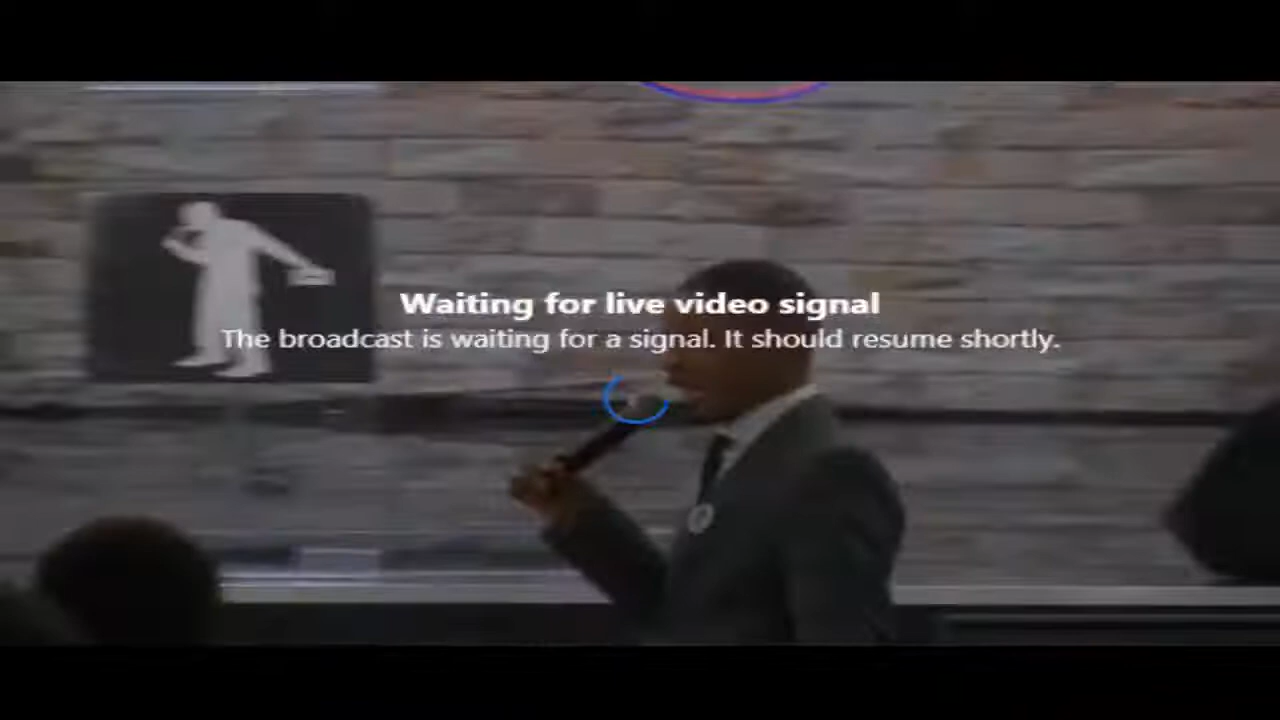 Waiting for live video signal
The broadcast is waiting for a signal. It should resume shortly.